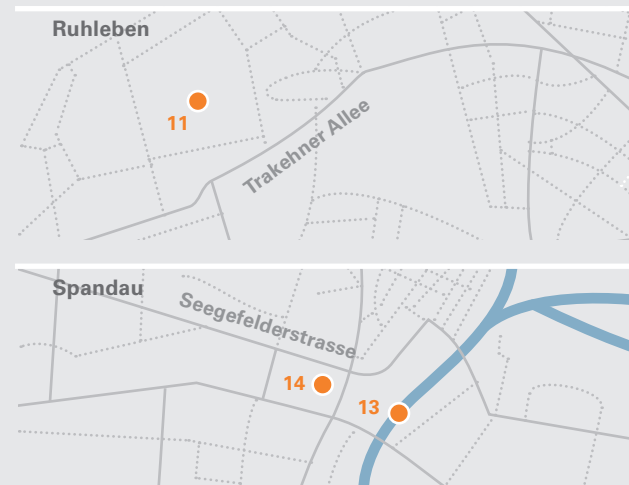 Ruhleben
11
Trakehner Allee
Spandau
Seegefelderstrasse
14
13